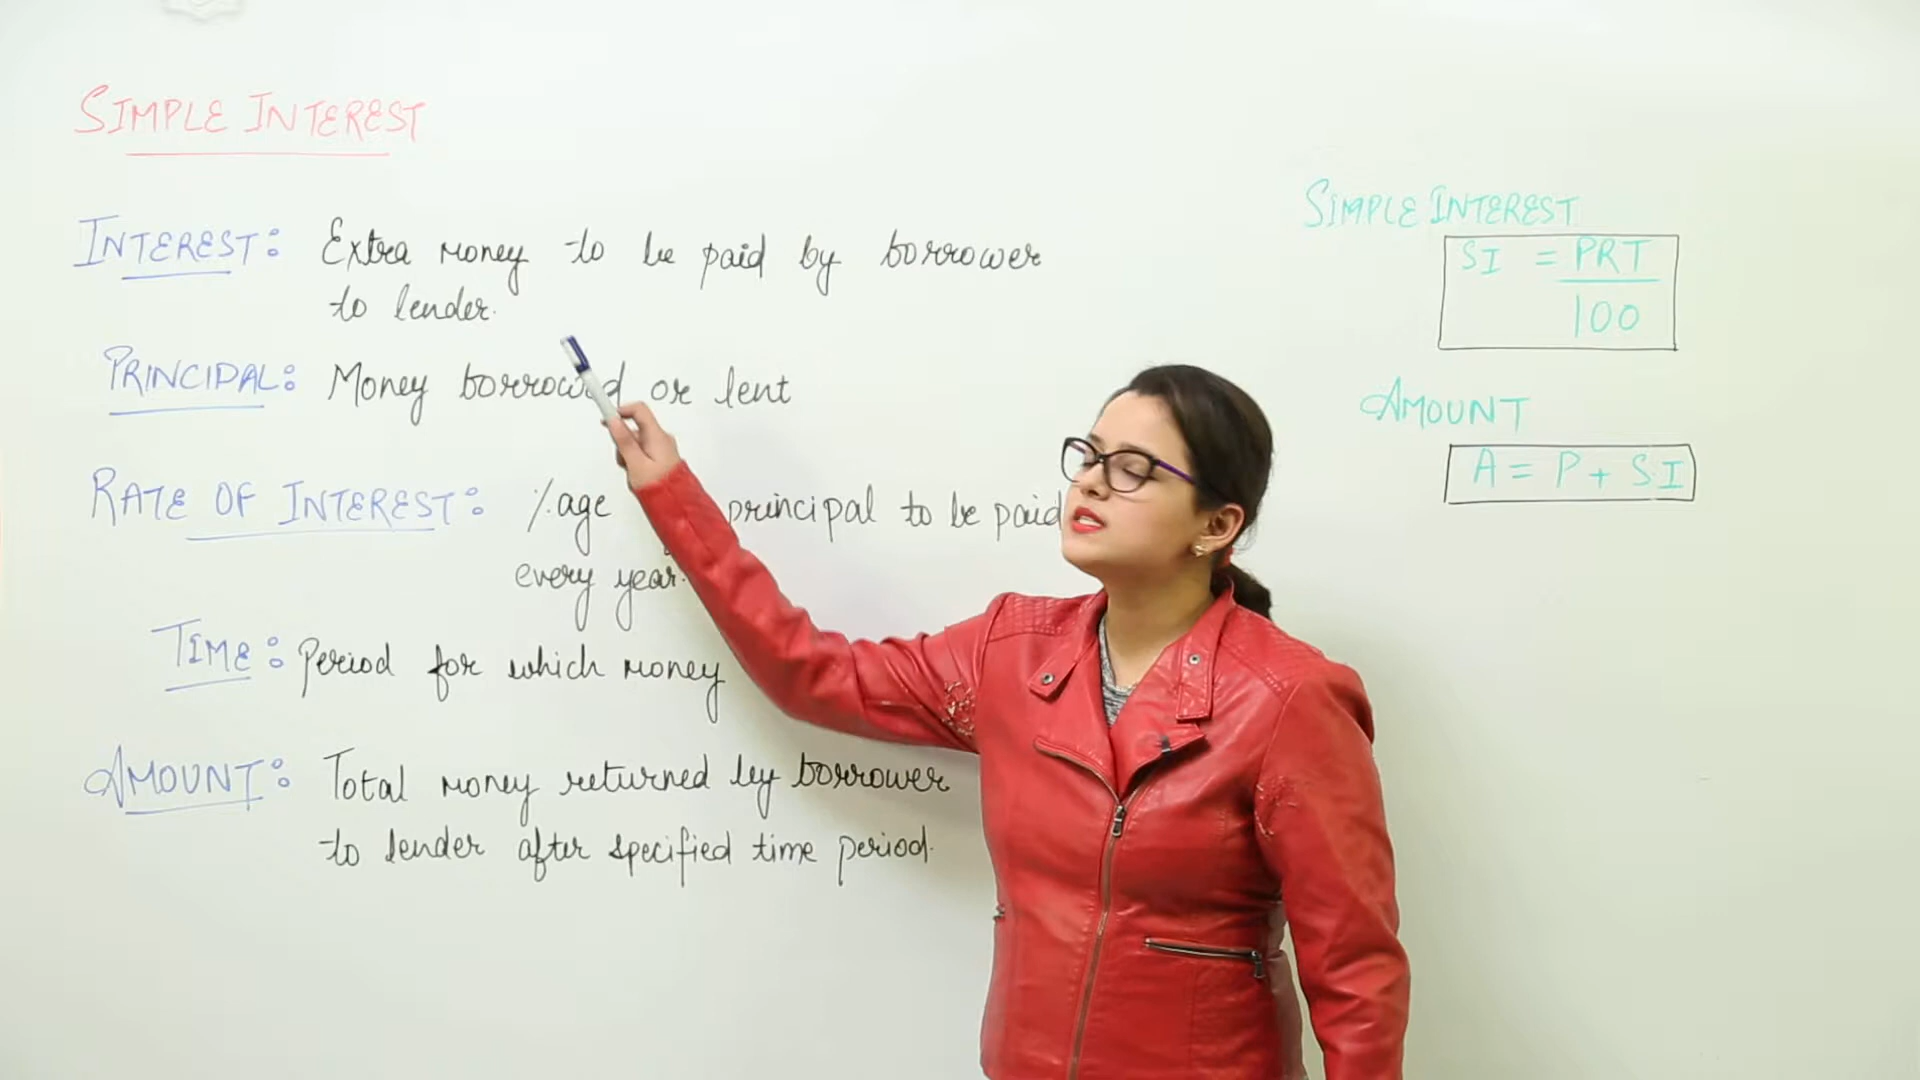 SIMPLE INTEREST
INTEREST: Extra money to be paid by borrower
to lender.
PRINCIPAL: Money borrowed or lent
RATE OF INTEREST: %age principal to be paid
every year.
TIME: Period for which money
AMOUNT: Total money returned by borrower
to lender after specified time period.
SIMPLE INTEREST
SI = PRT
100
AMOUNT
A = P + S.I